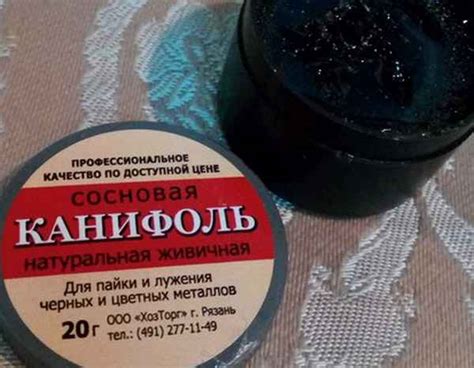 ПРОФЕССИОНАЛЬНОЕ
КАЧЕСТВО ПО ДОСТУПНОЙ ЦЕНЕ
СОСНОВАЯ
КАНИФОЛЬ
натуральная живичная
Для пайки и лужения
черных и цветных металлов
20 г ООО «ХозТорг» г. Рязань
тел.: (491) 277-11-49